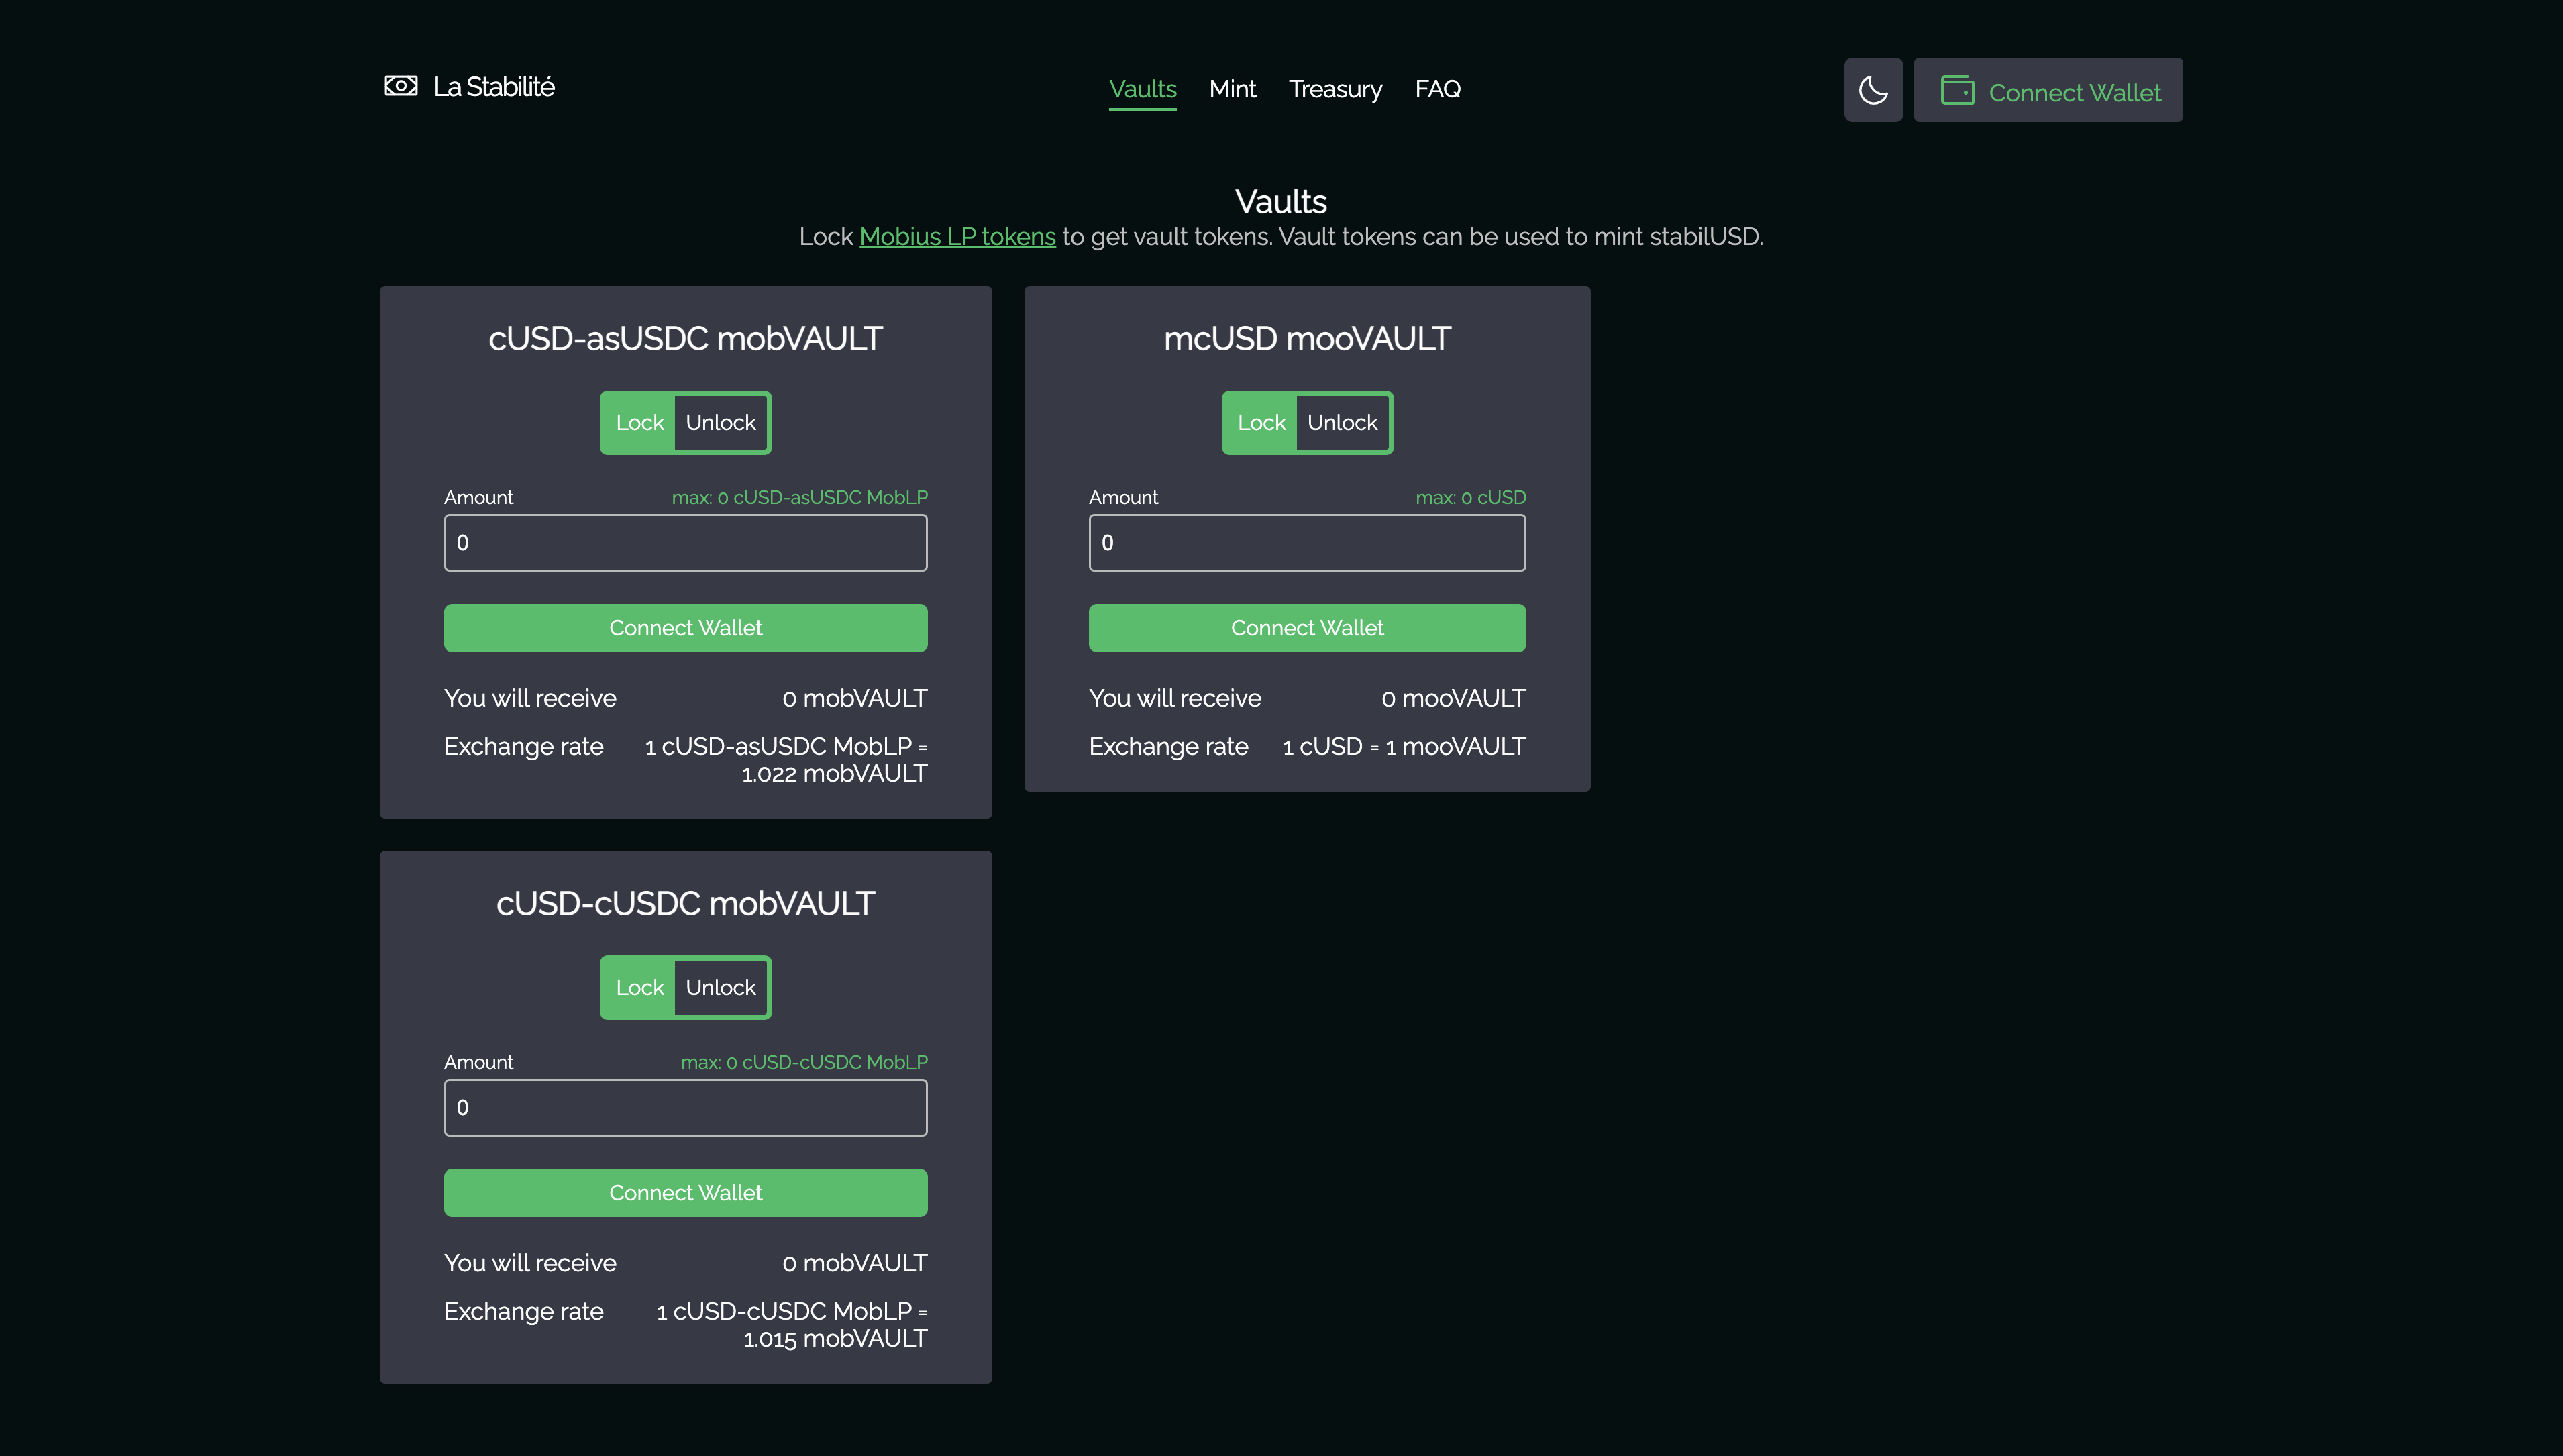 La Stabilité
Vaults Mint Treasury FAQ
Connect Wallet
Vaults
Lock Mobius LP tokens to get vault tokens. Vault tokens can be used to mint stabilUSD.
cUSD-asUSDC mobVAULT
Lock Unlock
Amount max: 0 cUSD-asUSDC MobLP
0
Connect Wallet
You will receive 0 mobVAULT
Exchange rate 1 cUSD-asUSDC MobLP =
1.022 mobVAULT
mcUSD mooVAULT
Lock Unlock
Amount max: 0 cUSD
0
Connect Wallet
You will receive 0 mooVAULT
Exchange rate 1 cUSD = 1 mooVAULT
cUSD-cUSDC mobVAULT
Lock Unlock
Amount max: 0 cUSD-cUSDC MobLP
0
Connect Wallet
You will receive 0 mobVAULT
Exchange rate 1 cUSD-cUSDC MobLP =
1.015 mobVAULT